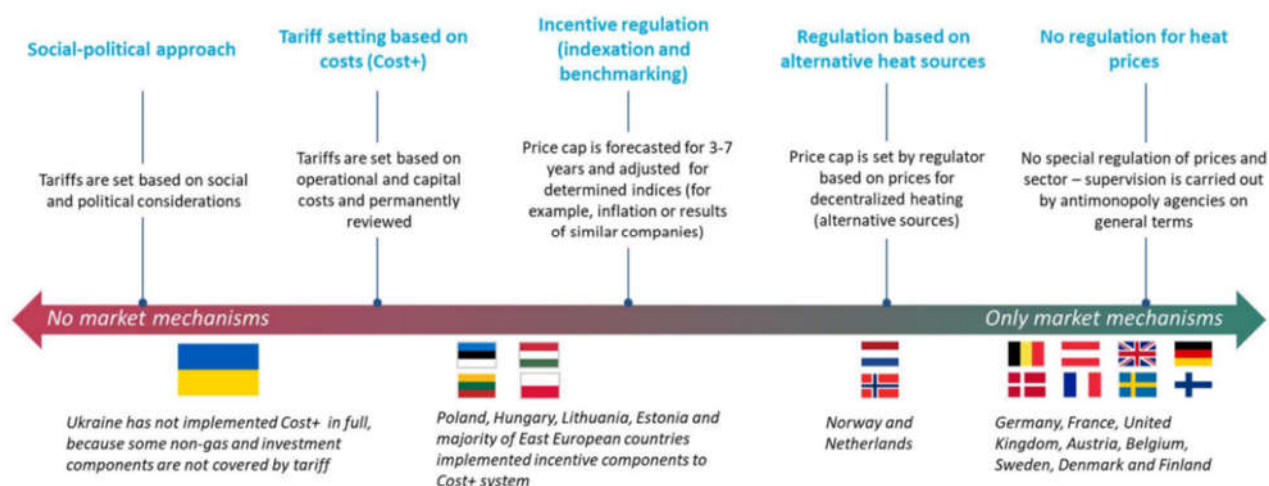 Social-political approach
Tariff setting based on
costs (Cost+)
Incentive regulation
(indexation and
benchmarking)
Regulation based on
alternative heat sources
No regulation for heat
prices
Tariffs are set based on social
and political considerations
Tariffs are set based on
operational and capital
costs and permanently
reviewed
Price cap is forecasted for 3-7
years and adjusted for
determined indices (for
example, inflation or results
of similar companies)
Price cap is set by regulator
based on prices for
decentralized heating
(alternative sources)
No special regulation of prices and
sector – supervision is carried out
by antimonopoly agencies on
general terms
No market mechanisms
Only market mechanisms
Ukraine has not implemented Cost+ in full,
because some non-gas and investment
components are not covered by tariff
Poland, Hungary, Lithuania, Estonia and
majority of East European countries
implemented incentive components to
Cost+ system
Norway and
Netherlands
Germany, France, United
Kingdom, Austria, Belgium,
Sweden, Denmark and Finland